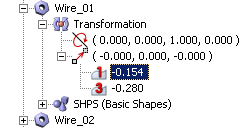 Wire_01
Transformation
( 0.000, 0.000, 1.000, 0.000 )
( -0.000, 0.000, -0.000 )
1 -0.154
3 -0.280
SHPS (Basic Shapes)
Wire_02